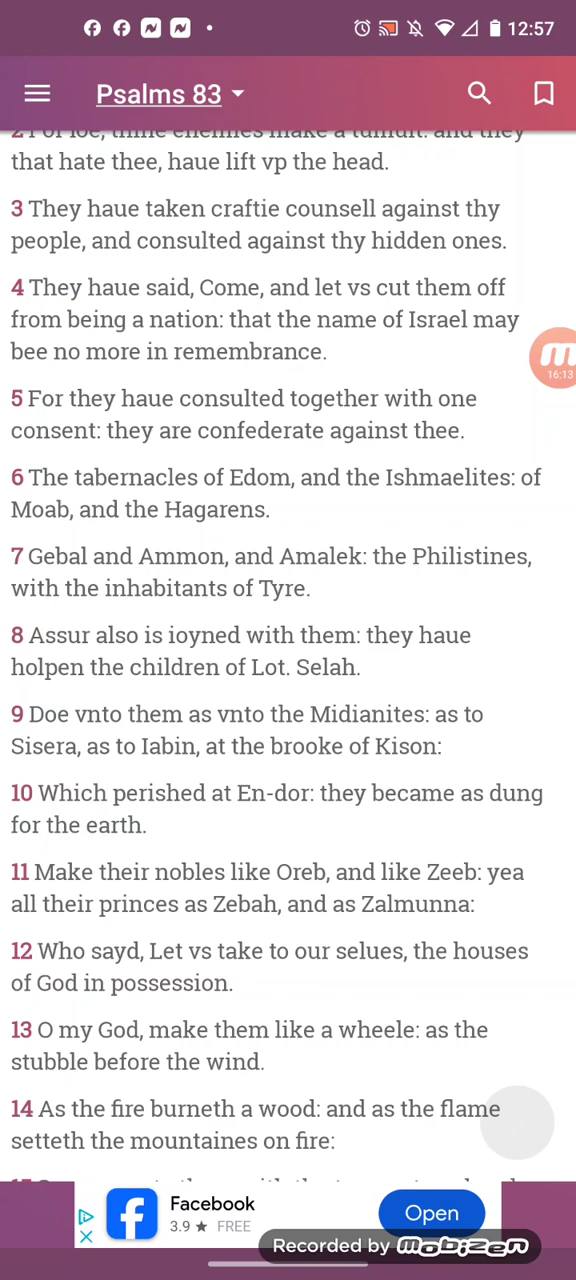 12:57
Psalms 83
2 For loe, thine enemies make a tumult: and they
that hate thee, haue lift vp the head.
3 They haue taken craftie counsell against thy
people, and consulted against thy hidden ones.
4 They haue said, Come, and let vs cut them off
from being a nation: that the name of Israel may
bee no more in remembrance.
16:13
5 For they haue consulted together with one
consent: they are confederate against thee.
6 The tabernacles of Edom, and the Ishmaelites: of
Moab, and the Hagarens.
7 Gebal and Ammon, and Amalek: the Philistines,
with the inhabitants of Tyre.
8 Assur also is ioyned with them: they haue
holpen the children of Lot. Selah.
9 Doe vnto them as vnto the Midianites: as to
Sisera, as to Iabin, at the brooke of Kison:
10 Which perished at En-dor: they became as dung
for the earth.
11 Make their nobles like Oreb, and like Zeeb: yea
all their princes as Zebah, and as Zalmunna:
12 Who sayd, Let vs take to our selues, the houses
of God in possession.
13 O my God, make them like a wheele: as the
stubble before the wind.
14 As the fire burneth a wood: and as the flame
setteth the mountaines on fire:
Facebook
3.9 ★ FREE
Open
Recorded by mobizen